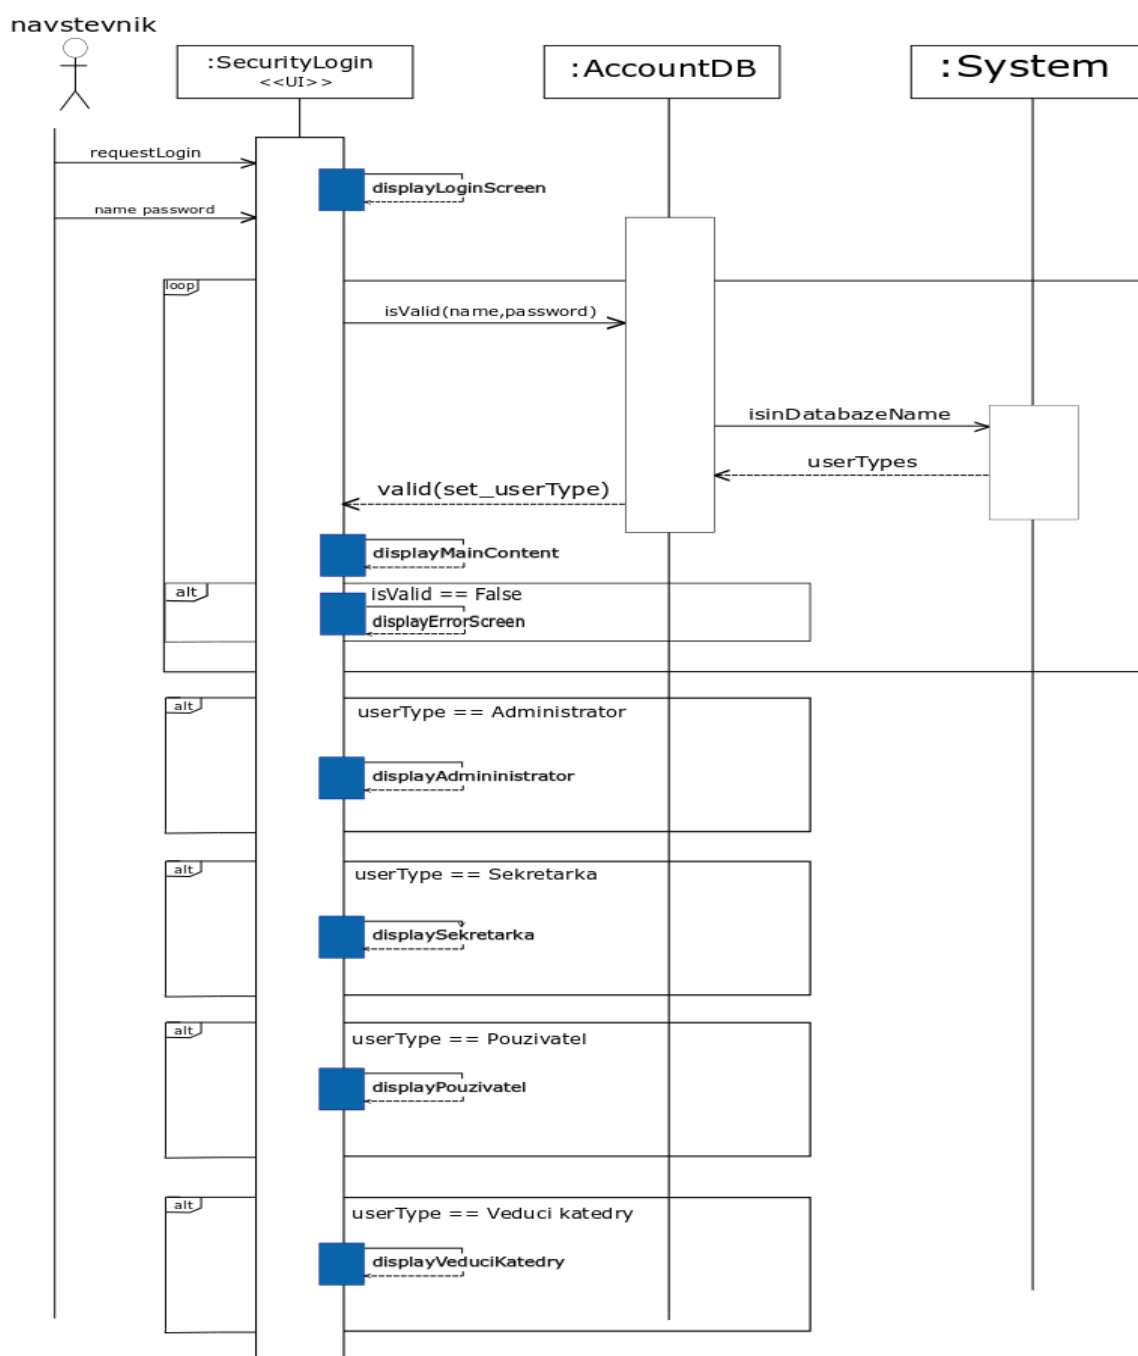 navstevnik
:SecurityLogin
<<UI>>
:AccountDB
:System
requestLogin
displayLoginScreen
name password
loop
isValid(name,password)
isinDatabazeName
userTypes
valid(set_userType)
displayMainContent
alt
isValid == False
displayErrorScreen
alt
userType == Administrator
displayAdmininistrator
alt
userType == Sekretarka
displaySekretarka
alt
userType == Pouzivatel
displayPouzivatel
alt
userType == Veduci katedry
displayVeduciKatedry